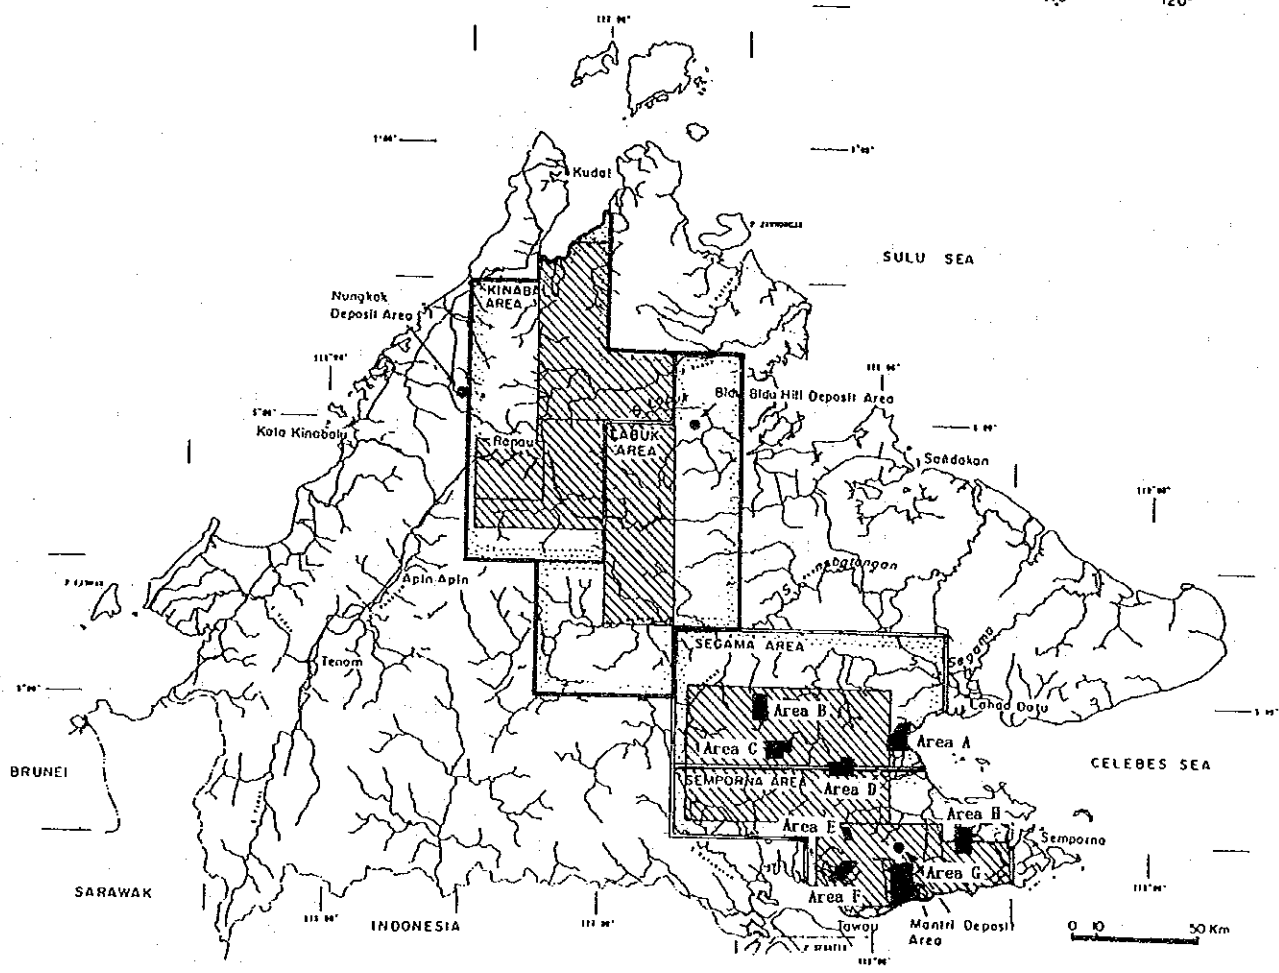 120°
Kudat
SULU SEA
KINABA
AREA
Nungkok
Deposit Area
Bidu Bidu Hill Deposit Area
Kota Kinabalu
Ranau
LABUK
AREA
Sandakan
Apin Apin
SEGAMA AREA
S. Segama
Tenom
Lahad Datu
Area B
Area C
Area A
BRUNEI
CELEBES SEA
SEMPORNA AREA
Area D
Area H
Area E
Semporna
Area G
SARAWAK
Area F
INDONESIA
Tawau
Mantri Deposit
Area
0 10 50 Km